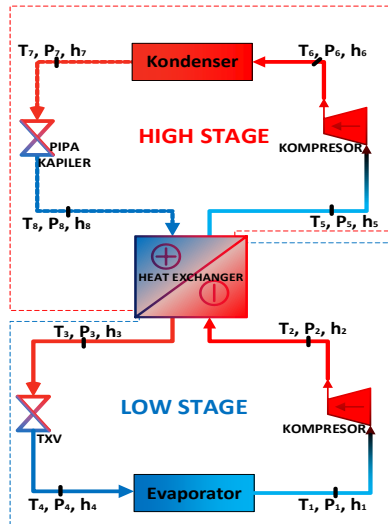 T₇, P₇, h₇
Kondenser
T₆, P₆, h₆
HIGH STAGE
PIPA
KAPILER
KOMPRESOR
T₈, P₈, h₈
T₅, P₅, h₅
HEAT EXCHANGER
T₃, P₃, h₃
T₂, P₂, h₂
LOW STAGE
TXV
KOMPRESOR
T₄, P₄, h₄
Evaporator
T₁, P₁, h₁